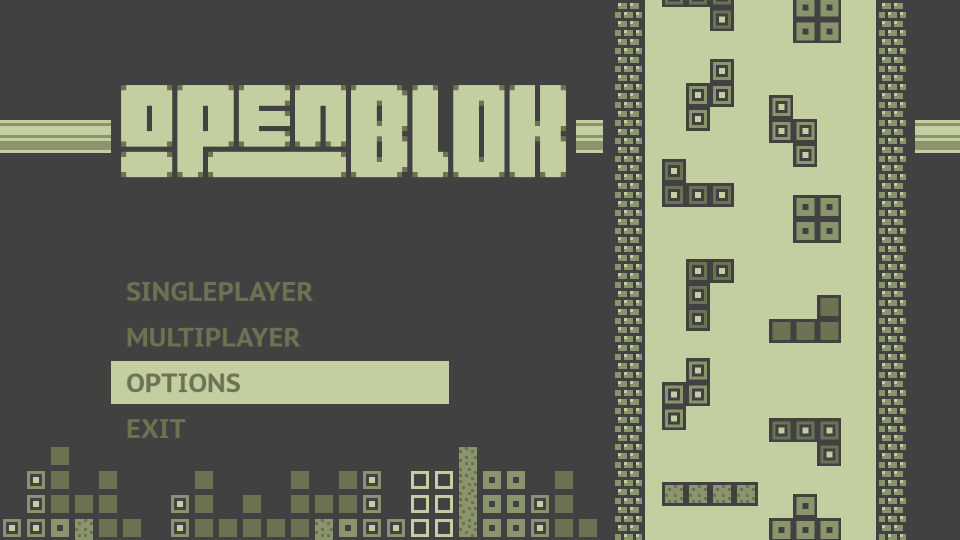 OPENBLOK
SINGLEPLAYER
MULTIPLAYER
OPTIONS
EXIT